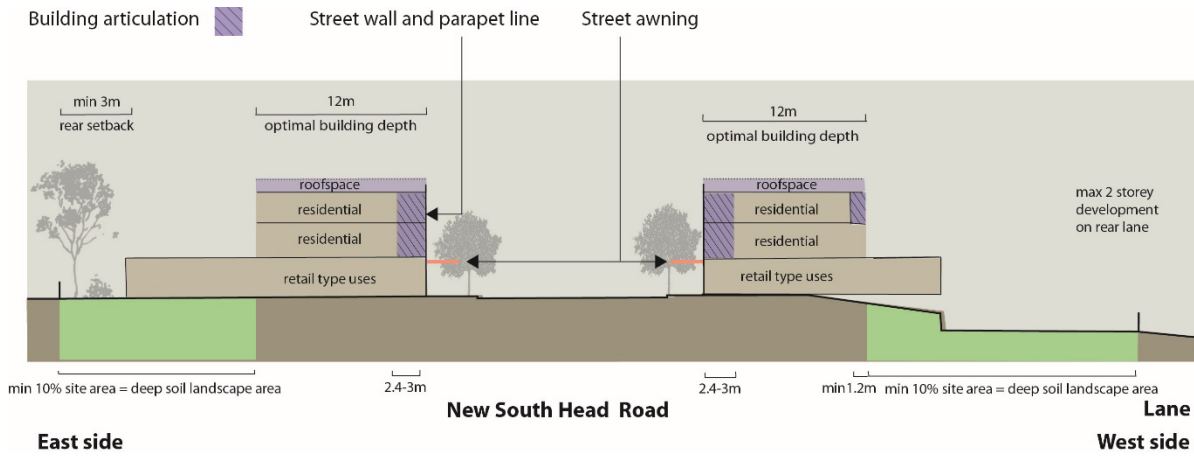 Building articulation
Street wall and parapet line
Street awning
min 3m
rear setback
12m
optimal building depth
12m
optimal building depth
roofspace
residential
residential
retail type uses
roofspace
residential
residential
retail type uses
max 2 storey
development
on rear lane
min 10% site area = deep soil landscape area
2.4-3m
2.4-3m
min1.2m
min 10% site area = deep soil landscape area
New South Head Road
Lane
East side
West side